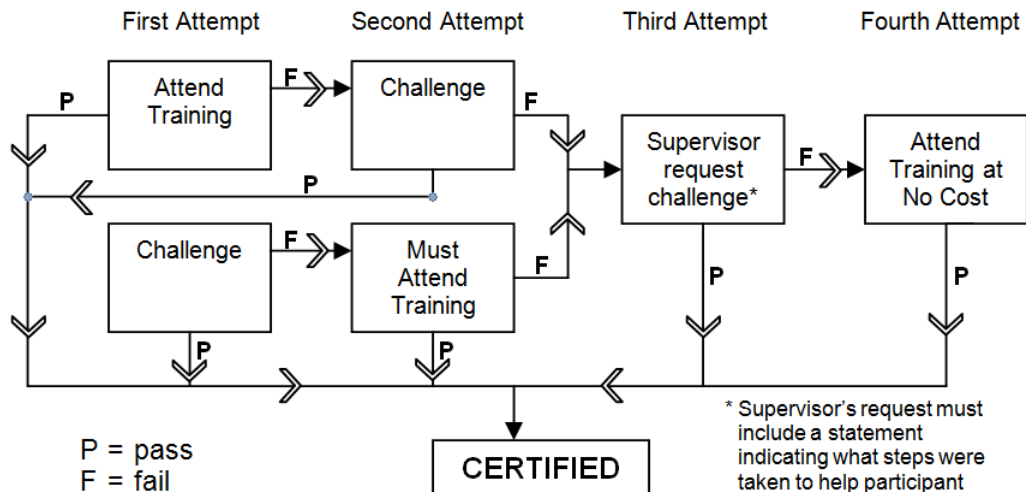 First Attempt
Second Attempt
Third Attempt
Fourth Attempt
P
Attend
Training
F
Challenge
F
Supervisor
request
challenge*
F
Attend
Training at
No Cost
P
Challenge
F
Must
Attend
Training
F
P
P
P
P
CERTIFIED
P = pass
F = fail
* Supervisor's request must
include a statement
indicating what steps were
taken to help participant